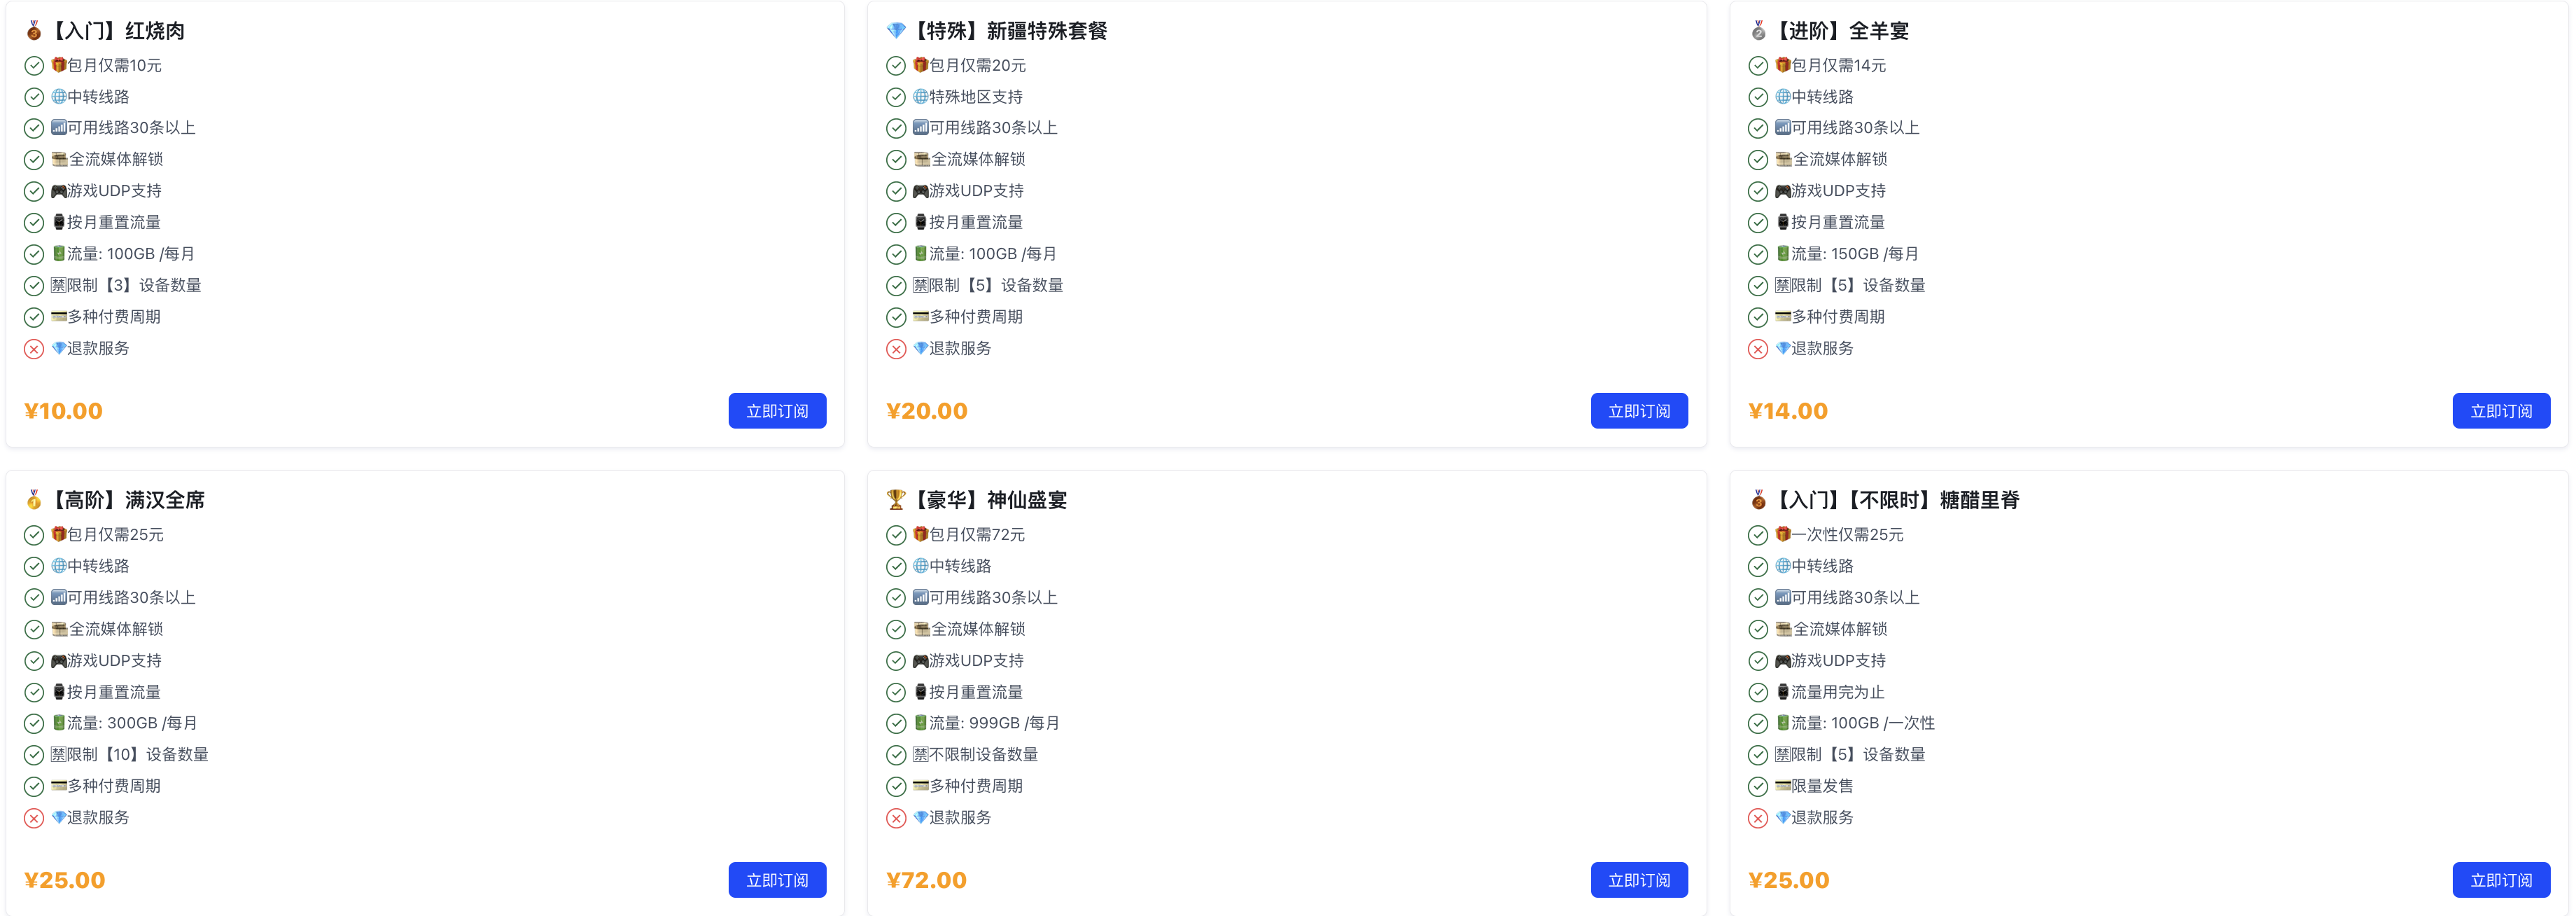 【入门】红烧肉
🎁包月仅需10元
🌐中转线路
📶可用线路30条以上
全流媒体解锁
🎮游戏UDP支持
按月重置流量
流量: 100GB /每月
禁限制【3】设备数量
💳多种付费周期
💎退款服务
¥10.00
立即订阅
【特殊】新疆特殊套餐
🎁包月仅需20元
🌐特殊地区支持
📶可用线路30条以上
全流媒体解锁
🎮游戏UDP支持
按月重置流量
流量: 100GB /每月
禁限制【5】设备数量
💳多种付费周期
💎退款服务
¥20.00
立即订阅
【进阶】全羊宴
🎁包月仅需14元
🌐中转线路
📶可用线路30条以上
全流媒体解锁
🎮游戏UDP支持
按月重置流量
流量: 150GB /每月
禁限制【5】设备数量
💳多种付费周期
💎退款服务
¥14.00
立即订阅
【高阶】满汉全席
🎁包月仅需25元
🌐中转线路
📶可用线路30条以上
全流媒体解锁
🎮游戏UDP支持
按月重置流量
流量: 300GB /每月
禁限制【10】设备数量
💳多种付费周期
💎退款服务
¥25.00
立即订阅
【豪华】神仙盛宴
🎁包月仅需72元
🌐中转线路
📶可用线路30条以上
全流媒体解锁
🎮游戏UDP支持
按月重置流量
流量: 999GB /每月
禁不限制设备数量
💳多种付费周期
💎退款服务
¥72.00
立即订阅
【入门】【不限时】糖醋里脊
🎁一次性仅需25元
🌐中转线路
📶可用线路30条以上
全流媒体解锁
🎮游戏UDP支持
流量用完为止
流量: 100GB /一次性
禁限制【5】设备数量
💳限量发售
💎退款服务
¥25.00
立即订阅